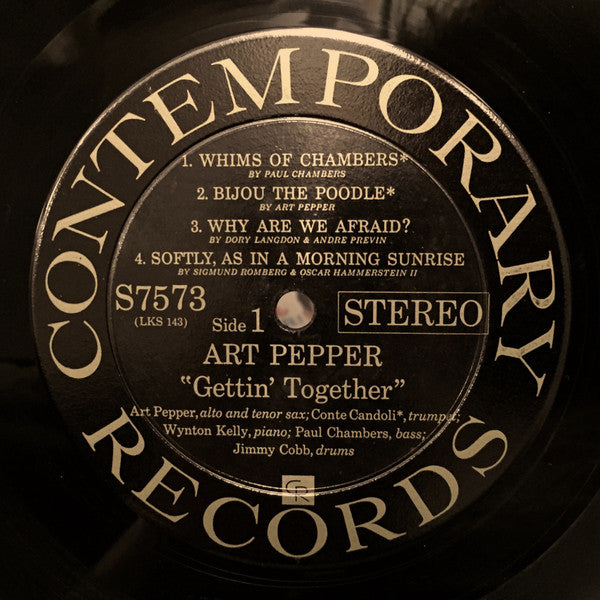 CONTEMPORARY
1. WHIMS OF CHAMBERS*
BY PAUL CHAMBERS
2. BIJOU THE POODLE*
BY ART PEPPER
3. WHY ARE WE AFRAID?
BY DORY LANGDON & ANDRE PREVIN
4. SOFTLY, AS IN A MORNING SUNRISE
BY SIGMUND ROMBERG & OSCAR HAMMERSTEIN II
S7573
(LKS 143)
Side 1
STEREO
ART PEPPER
"Gettin' Together"
Art Pepper, alto and tenor sax; Conte Candoli*, trumpet;
Wynton Kelly, piano; Paul Chambers, bass;
Jimmy Cobb, drums
CR
RECORDS